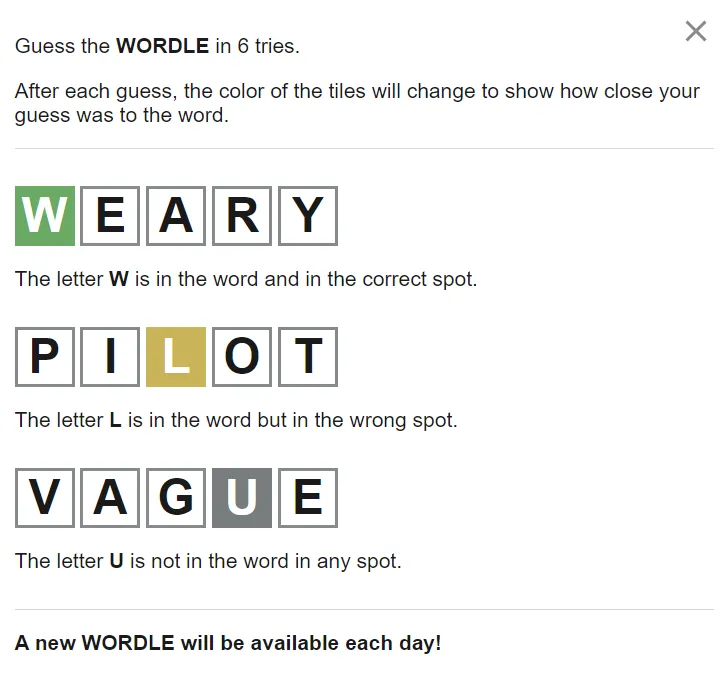 Guess the WORDLE in 6 tries.
After each guess, the color of the tiles will change to show how close your
guess was to the word.
WEARY
The letter W is in the word and in the correct spot.
PILOT
The letter L is in the word but in the wrong spot.
VAGUE
The letter U is not in the word in any spot.
A new WORDLE will be available each day!